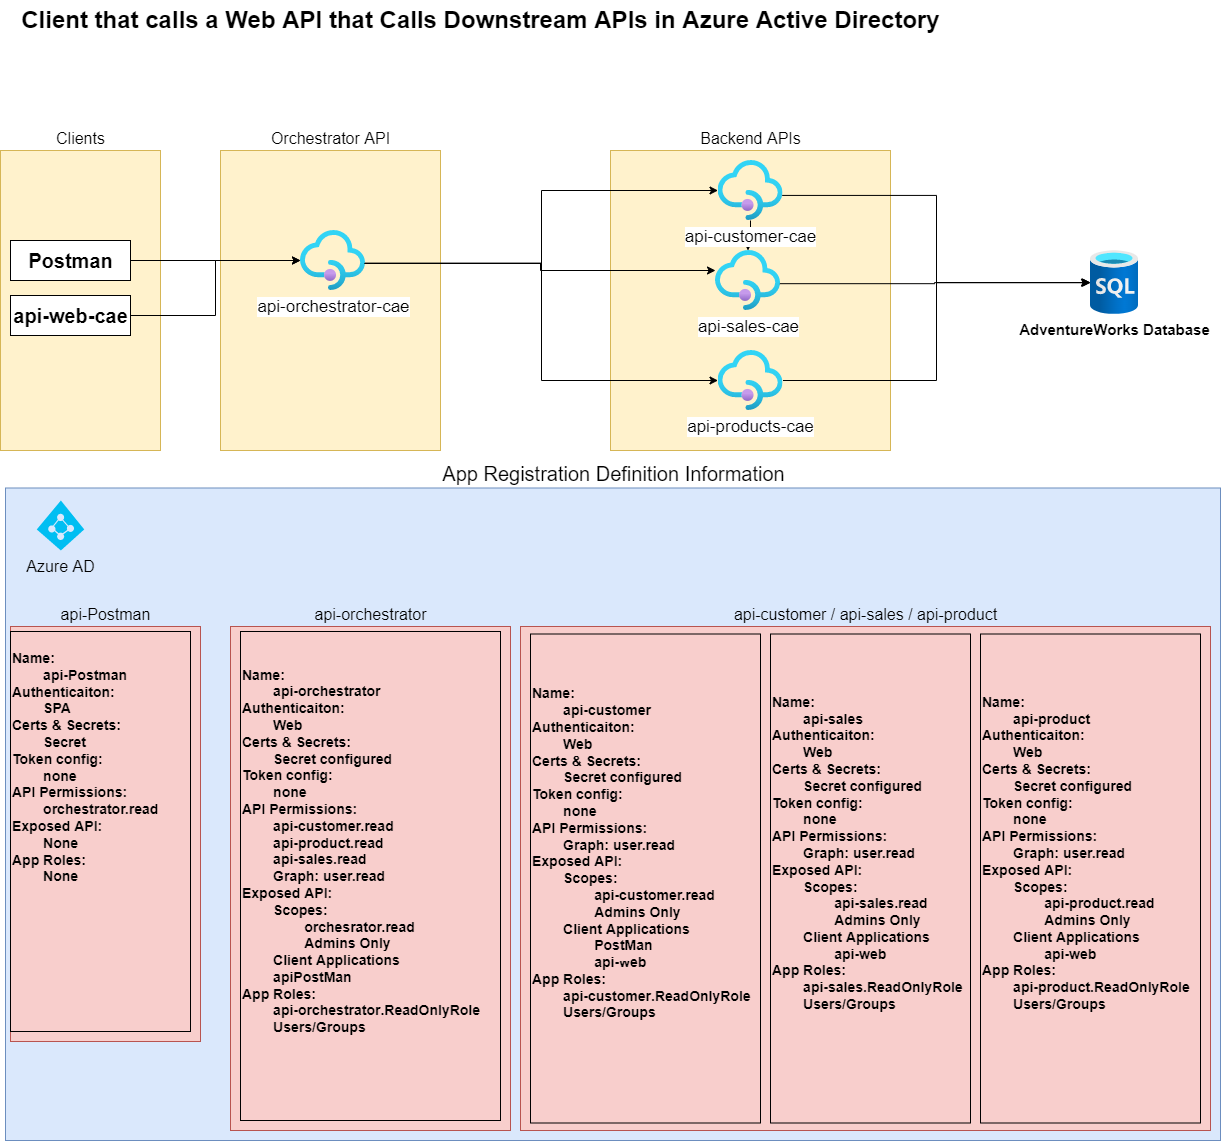 Client that calls a Web API that Calls Downstream APIs in Azure Active Directory
Clients
Orchestrator API
Backend APIs
Postman
api-web-cae
api-orchestrator-cae
api-customer-cae
api-sales-cae
api-products-cae
SQL
AdventureWorks Database
App Registration Definition Information
Azure AD
api-Postman
Name:
api-Postman
Authenticaiton:
SPA
Certs & Secrets:
Secret
Token config:
none
API Permissions:
orchestrator.read
Exposed API:
None
App Roles:
None
api-orchestrator
Name:
api-orchestrator
Authenticaiton:
Web
Certs & Secrets:
Secret configured
Token config:
none
API Permissions:
api-customer.read
api-product.read
api-sales.read
Graph: user.read
Exposed API:
Scopes:
orchesrator.read
Admins Only
Client Applications
apiPostMan
App Roles:
api-orchestrator.ReadOnlyRole
Users/Groups
api-customer / api-sales / api-product
Name:
api-customer
Authenticaiton:
Web
Certs & Secrets:
Secret configured
Token config:
none
API Permissions:
Graph: user.read
Exposed API:
Scopes:
api-customer.read
Admins Only
Client Applications
PostMan
api-web
App Roles:
api-customer.ReadOnlyRole
Users/Groups
Name:
api-sales
Authenticaiton:
Web
Certs & Secrets:
Secret configured
Token config:
none
API Permissions:
Graph: user.read
Exposed API:
Scopes:
api-sales.read
Admins Only
Client Applications
api-web
App Roles:
api-sales.ReadOnlyRole
Users/Groups
Name:
api-product
Authenticaiton:
Web
Certs & Secrets:
Secret configured
Token config:
none
API Permissions:
Graph: user.read
Exposed API:
Scopes:
api-product.read
Admins Only
Client Applications
api-web
App Roles:
api-product.ReadOnlyRole
Users/Groups